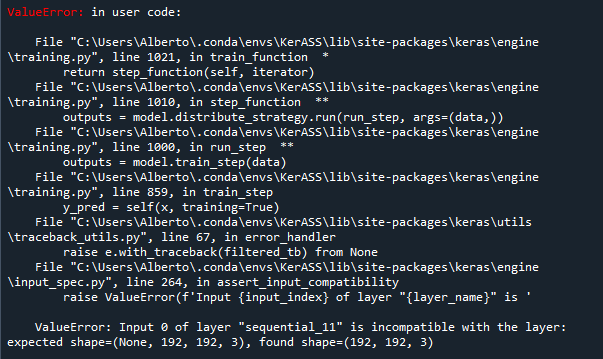 ValueError: in user code:
File "C:\Users\Alberto\.conda\envs\KerASS\lib\site-packages\keras\engine
\training.py", line 1021, in train_function  *
return step_function(self, iterator)
File "C:\Users\Alberto\.conda\envs\KerASS\lib\site-packages\keras\engine
\training.py", line 1010, in step_function  **
outputs = model.distribute_strategy.run(run_step, args=(data,))
File "C:\Users\Alberto\.conda\envs\KerASS\lib\site-packages\keras\engine
\training.py", line 1000, in run_step  **
outputs = model.train_step(data)
File "C:\Users\Alberto\.conda\envs\KerASS\lib\site-packages\keras\engine
\training.py", line 859, in train_step
y_pred = self(x, training=True)
File "C:\Users\Alberto\.conda\envs\KerASS\lib\site-packages\keras\utils
\traceback_utils.py", line 67, in error_handler
raise e.with_traceback(filtered_tb) from None
File "C:\Users\Alberto\.conda\envs\KerASS\lib\site-packages\keras\engine
\input_spec.py", line 264, in assert_input_compatibility
raise ValueError(f'Input {input_index} of layer "{layer_name}" is '
ValueError: Input 0 of layer "sequential_11" is incompatible with the layer:
expected shape=(None, 192, 192, 3), found shape=(192, 192, 3)